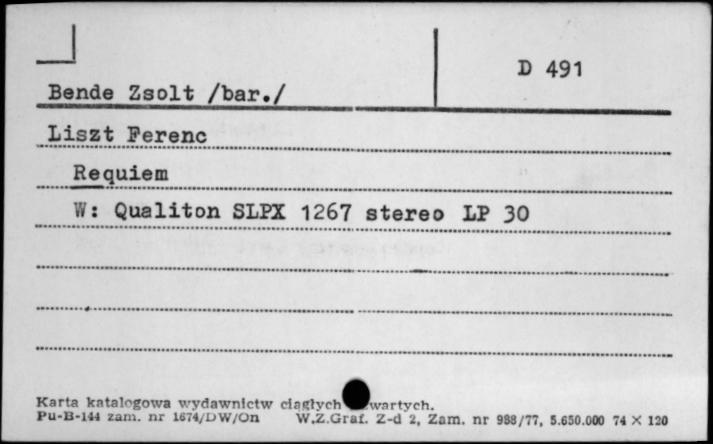 D 491
Bende Zsolt /bar./
Liszt Ferenc
Requiem
W: Qualiton SLPX 1267 stereo LP 30
Karta katalogowa wydawnictw ciągłych zwartych.
Pu-B-144 zam. nr 1674/DW/On W.Z.Graf. Z-d 2, Zam. nr 988/77, 5.650.000 74 X 120